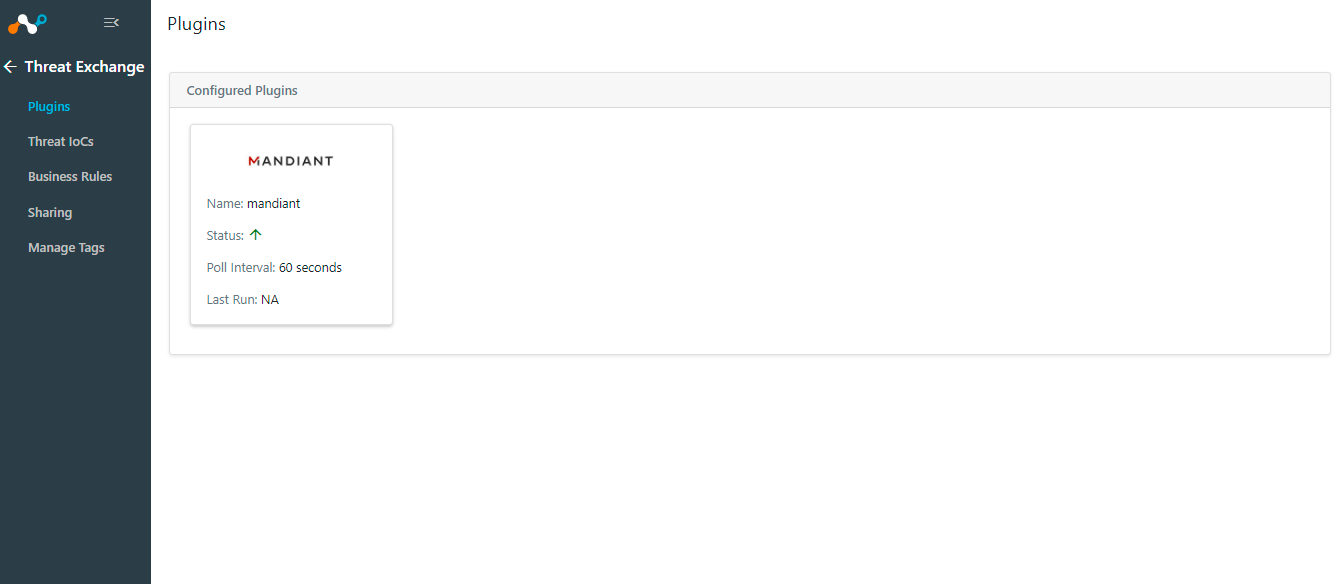 Plugins
Threat Exchange
Plugins
Threat IoCs
Business Rules
Sharing
Manage Tags
Configured Plugins
MANDIANT
Name: mandiant
Status:
Poll Interval: 60 seconds
Last Run: NA